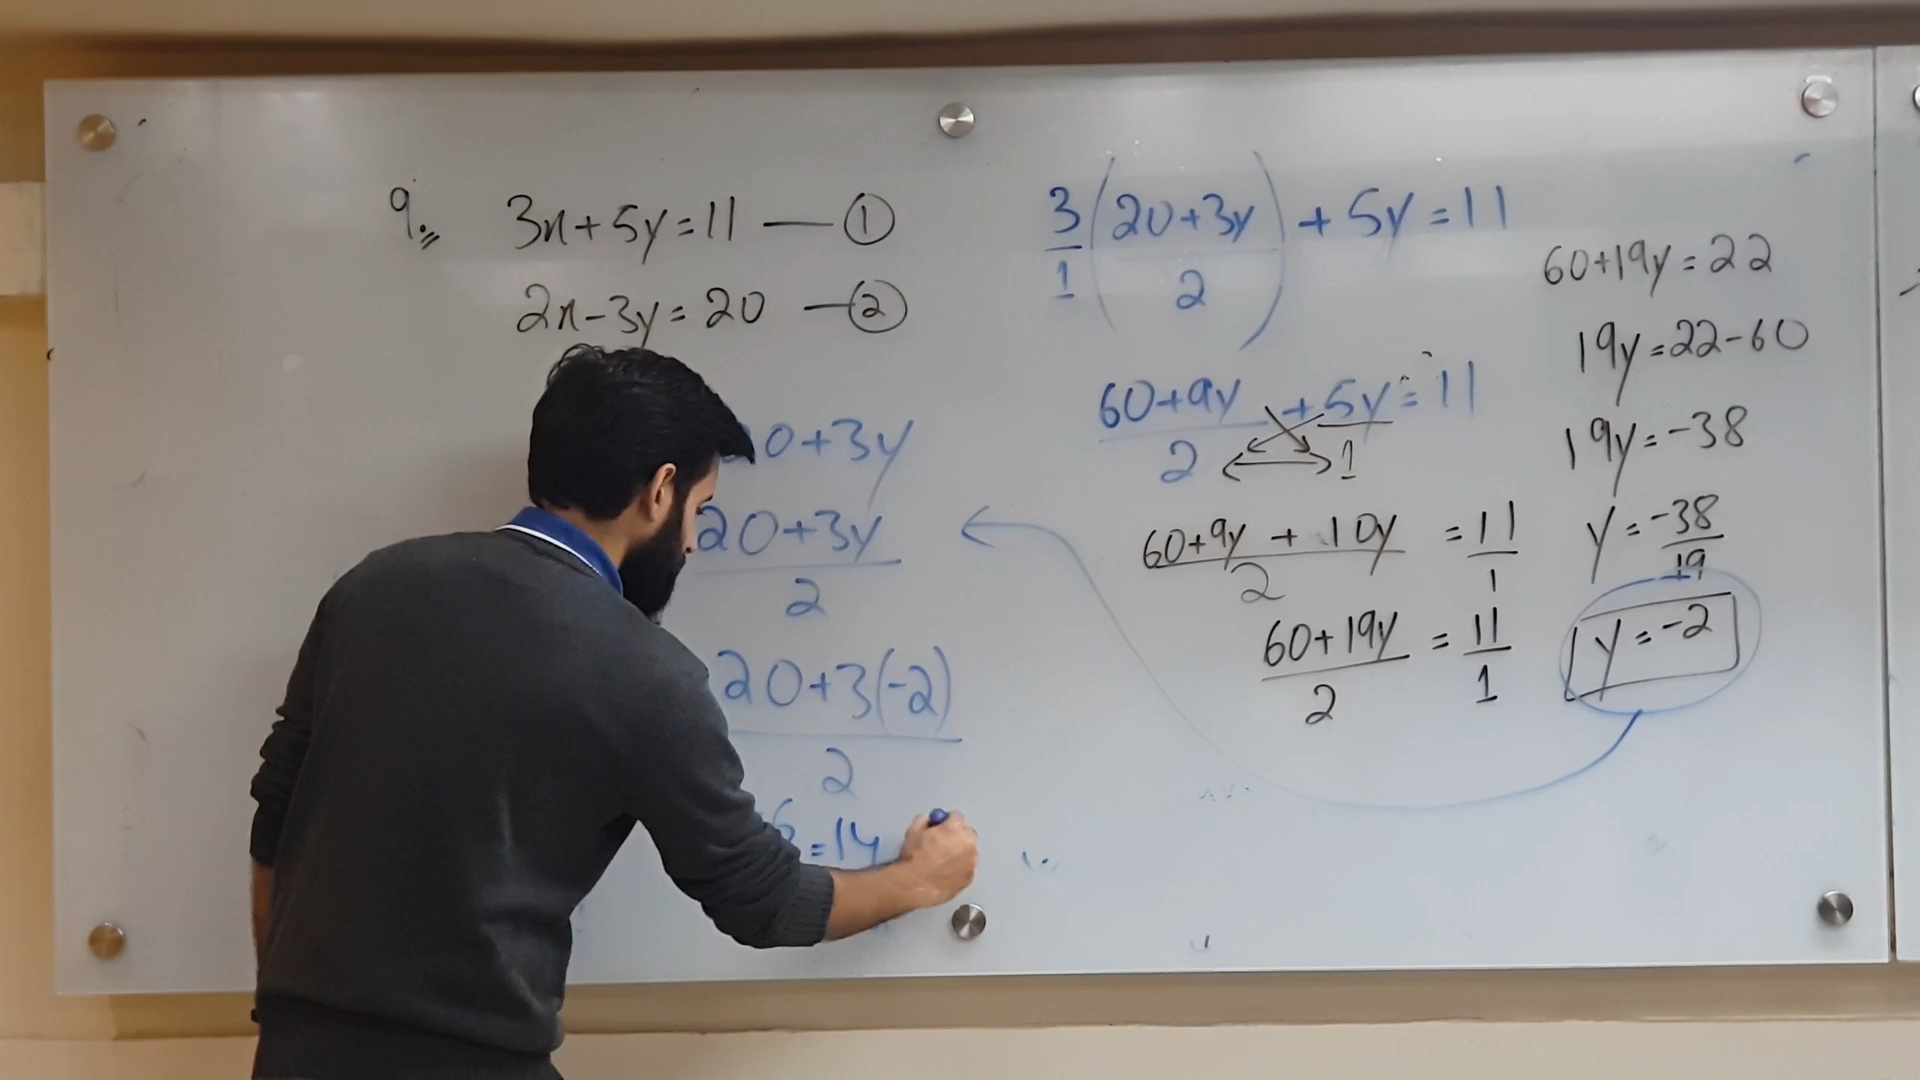 9. 3x+5y=11 — ①
2x-3y=20 — ②
20+3y
20+3y
2
20+3(-2)
2
6=14
3/1 (20+3y / 2) + 5y = 11
60+9y / 2 + 5y / 1 = 11
60+9y + 10y / 2 = 11 / 1
60+19y / 2 = 11 / 1
60+19y=22
19y=22-60
19y=-38
y=-38/19
y=-2